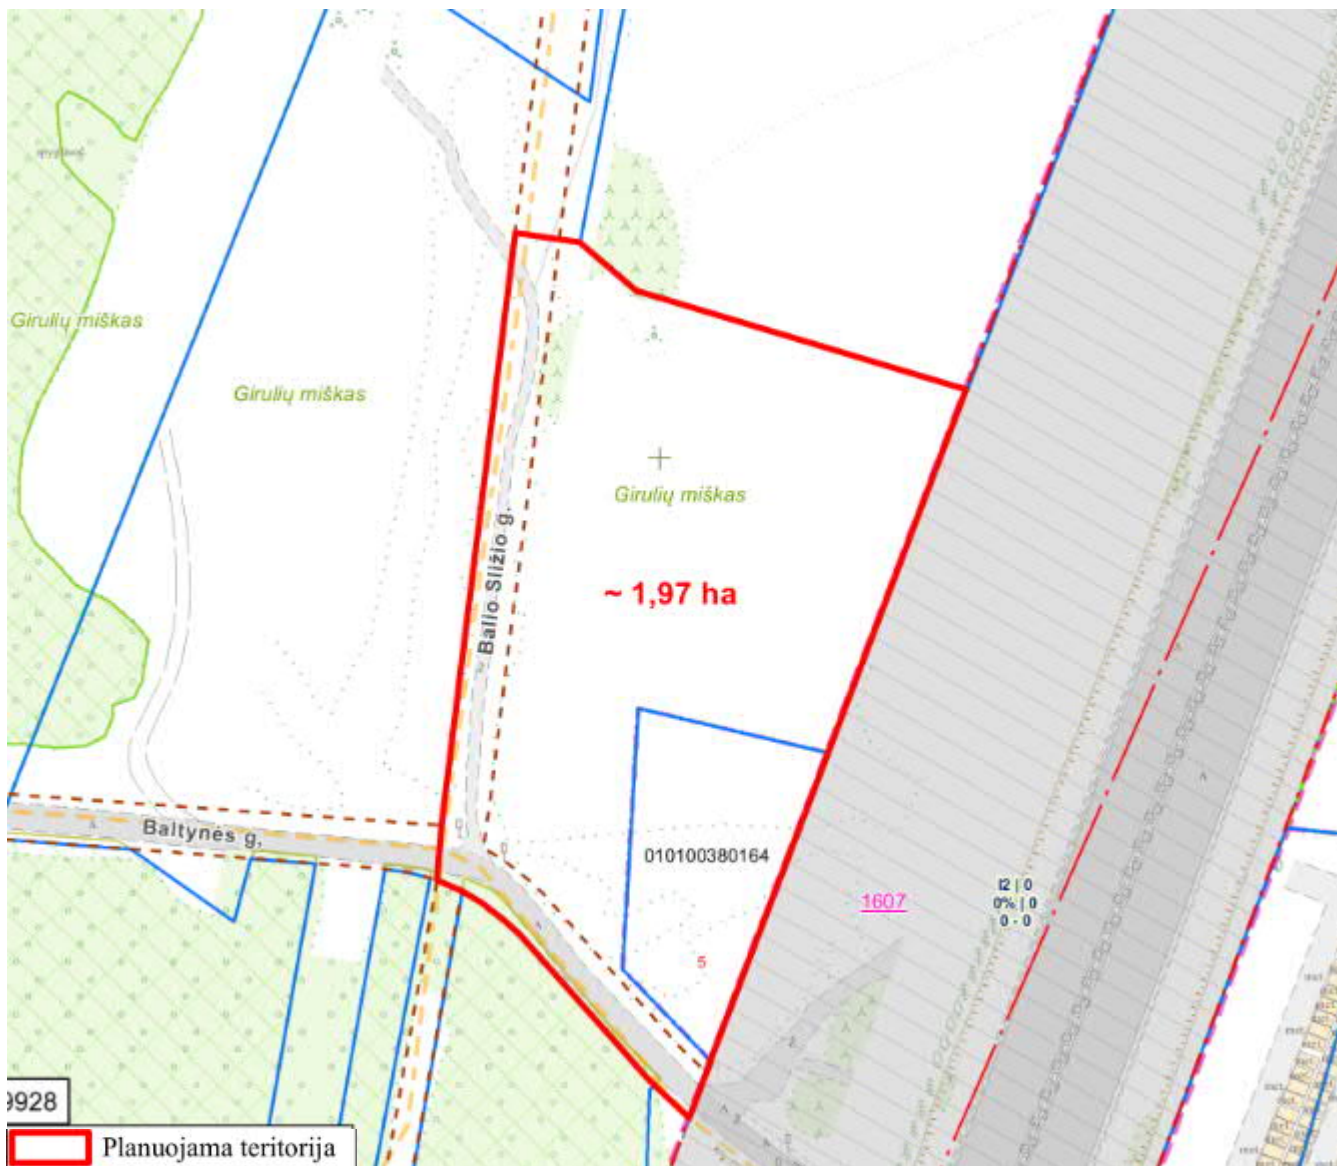 Girulių miškas
Girulių miškas
Girulių miškas
Balio Sližio g.
~ 1,97 ha
Baltynės g,
010100380164
1607
I2 | 0
0% | 0
0 - 0
5
9928
Planuojama teritorija